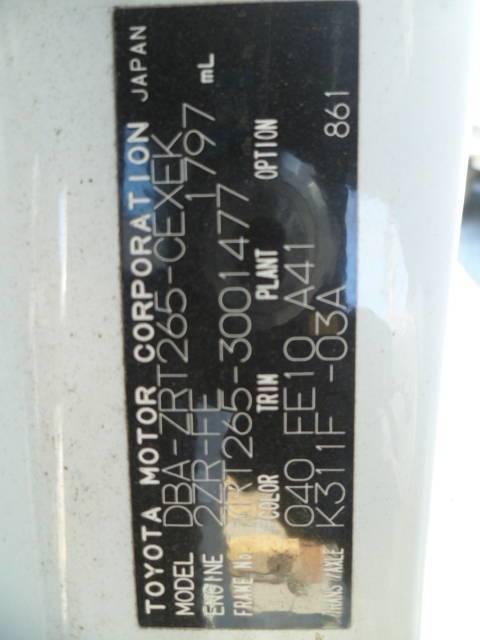 TOYOTA MOTOR CORPORATION JAPAN
MODEL DBA-ZRT265-CEXEK
ENGINE 2ZR-FE 1797 mL
FRAME No. ZRT265-3001477
COLOR TRIM PLANT OPTION
040 FE10 A41
TRANS/AXLE K311F -03A 861